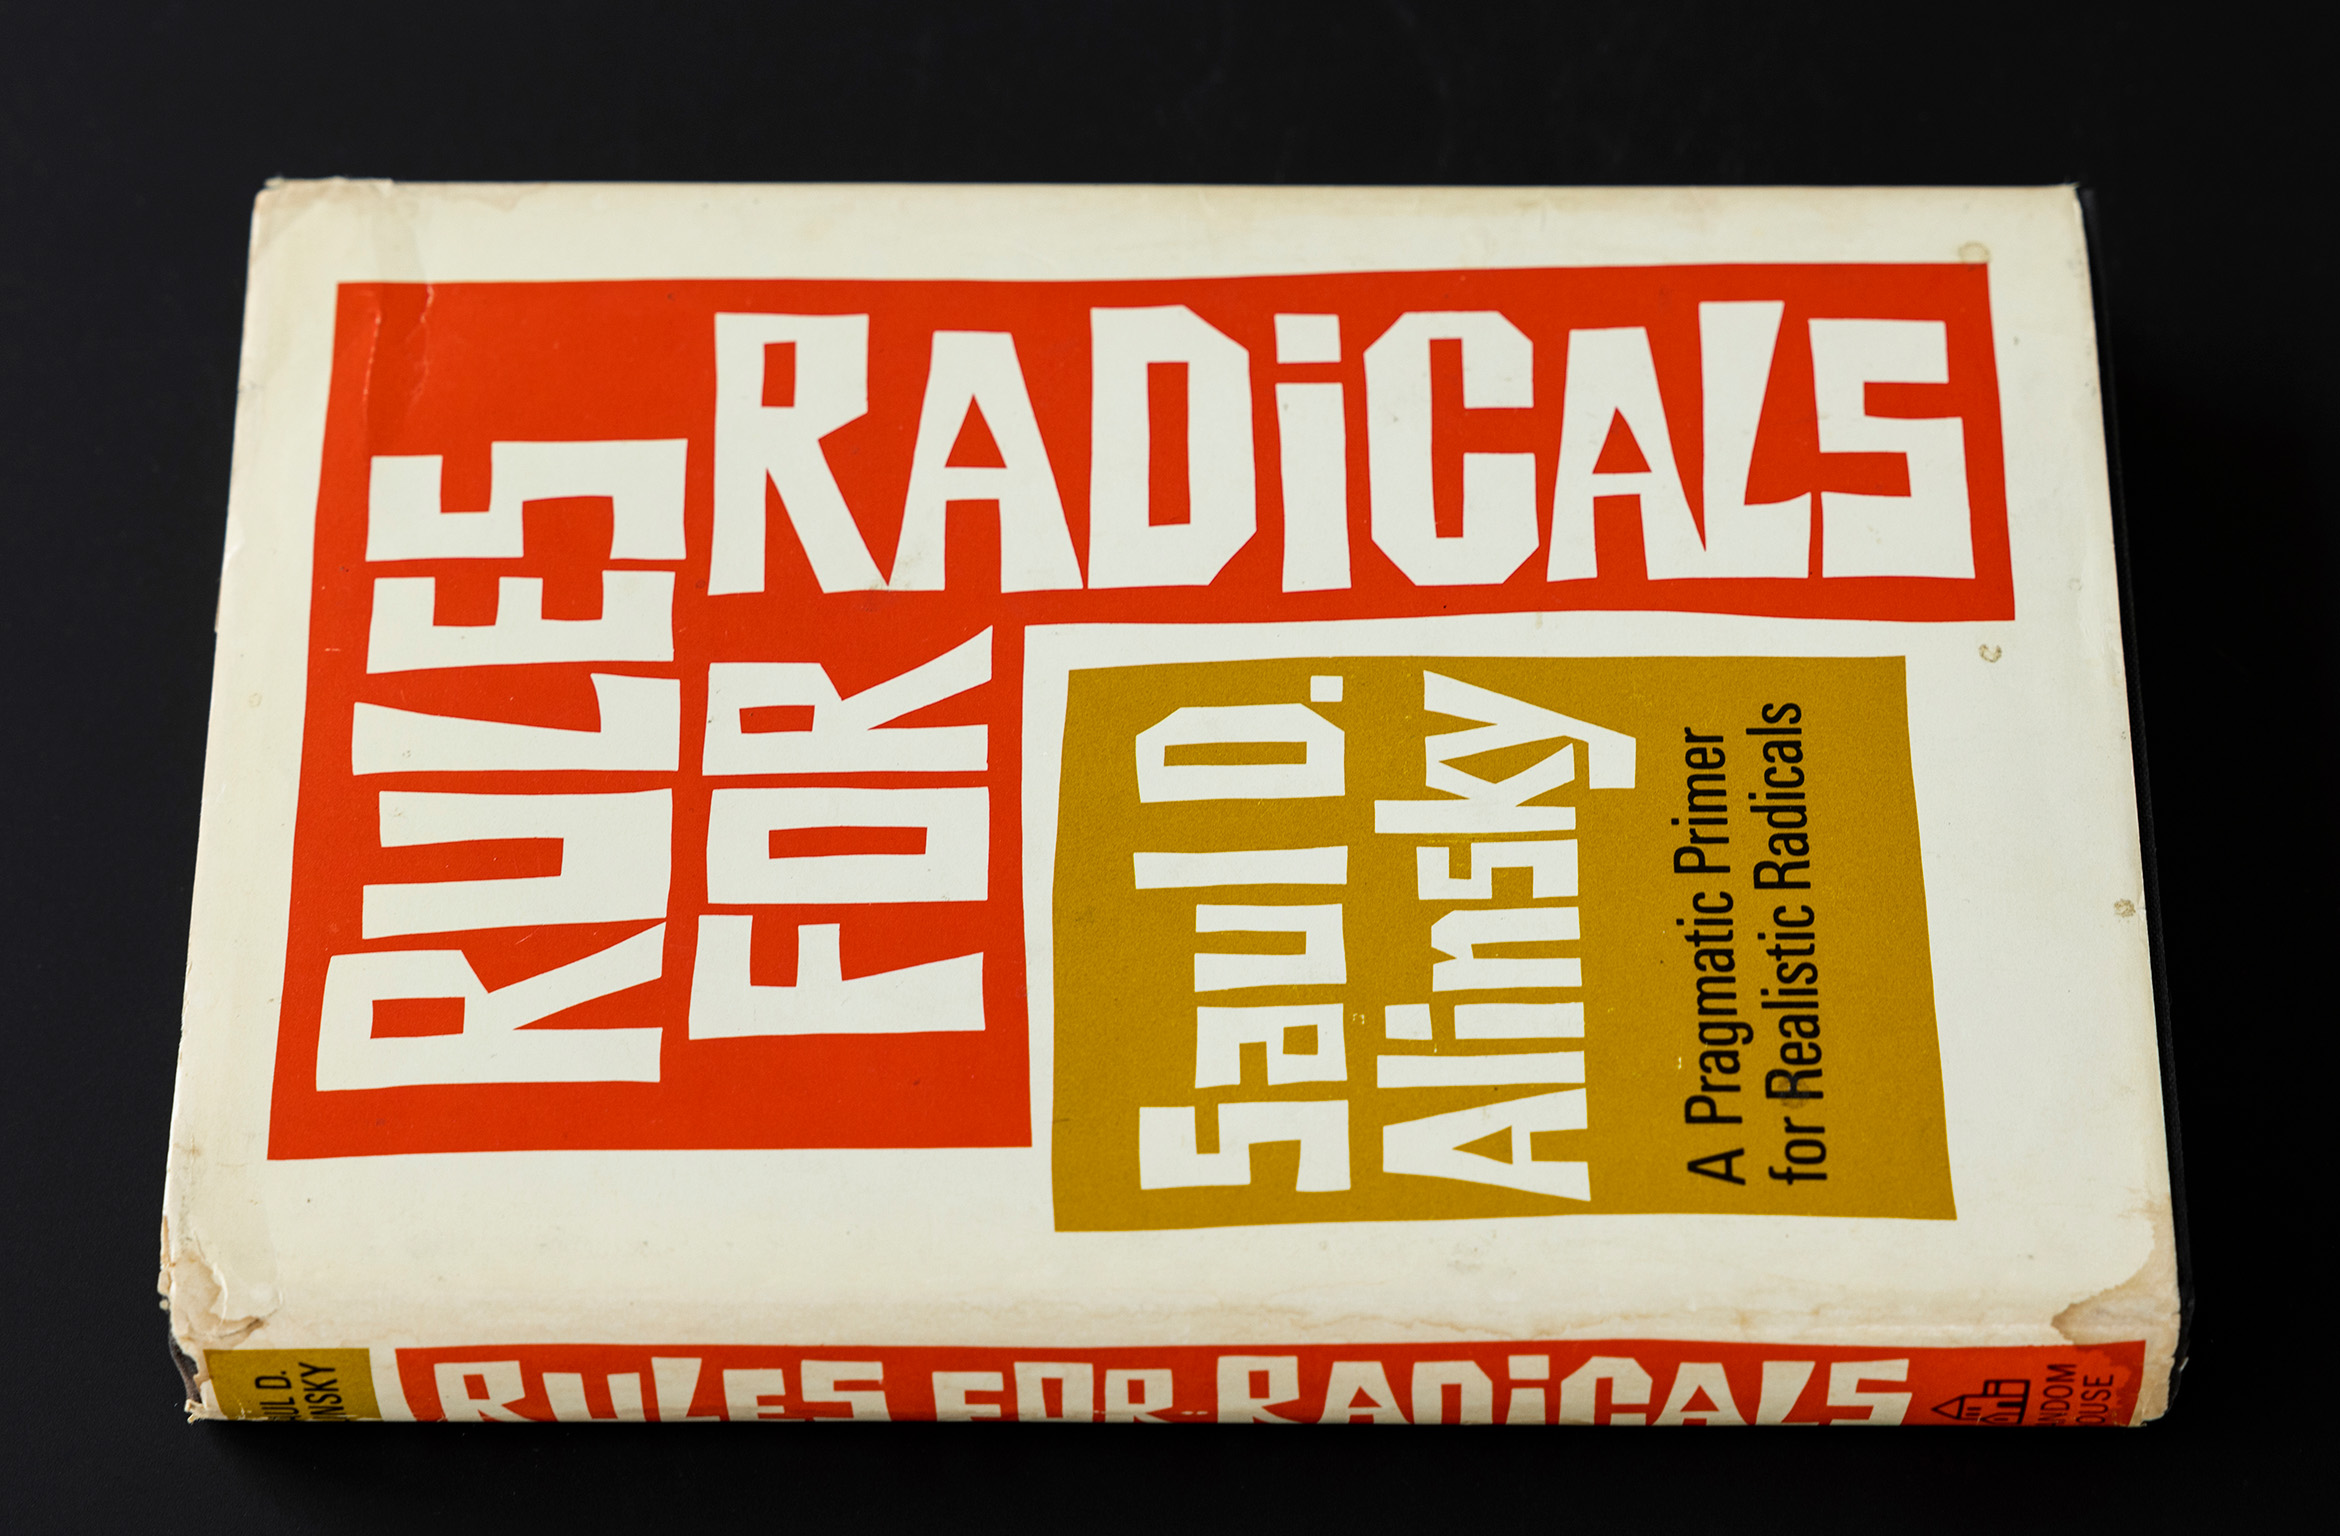 RULES
FOR
RADiCALS
Saul D.
Alinsky
A Pragmatic Primer
for Realistic Radicals
RULES FOR RADiCALS